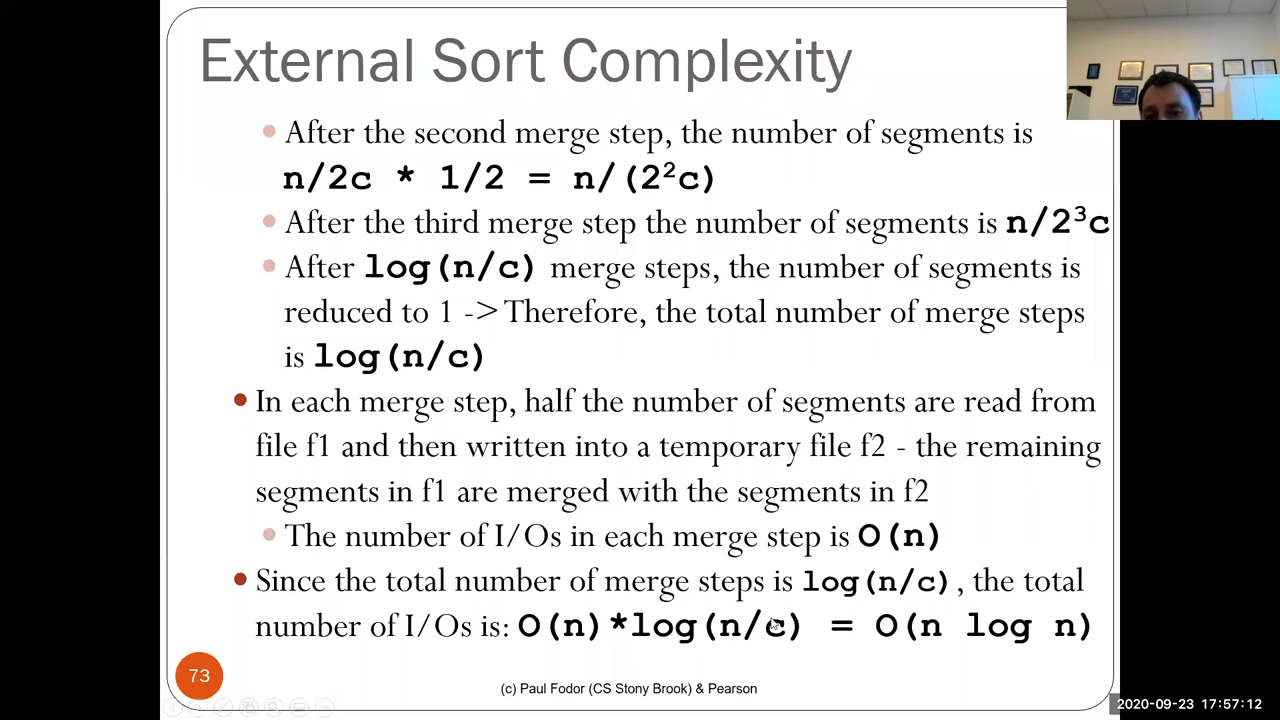 External Sort Complexity
After the second merge step, the number of segments is
n/2c * 1/2 = n/(2²c)
After the third merge step the number of segments is n/2³c
After log(n/c) merge steps, the number of segments is
reduced to 1 -> Therefore, the total number of merge steps
is log(n/c)
In each merge step, half the number of segments are read from
file f1 and then written into a temporary file f2 - the remaining
segments in f1 are merged with the segments in f2
The number of I/Os in each merge step is O(n)
Since the total number of merge steps is log(n/c), the total
number of I/Os is: O(n)*log(n/c) = O(n log n)
73
(c) Paul Fodor (CS Stony Brook) & Pearson
2020-09-23 17:57:12